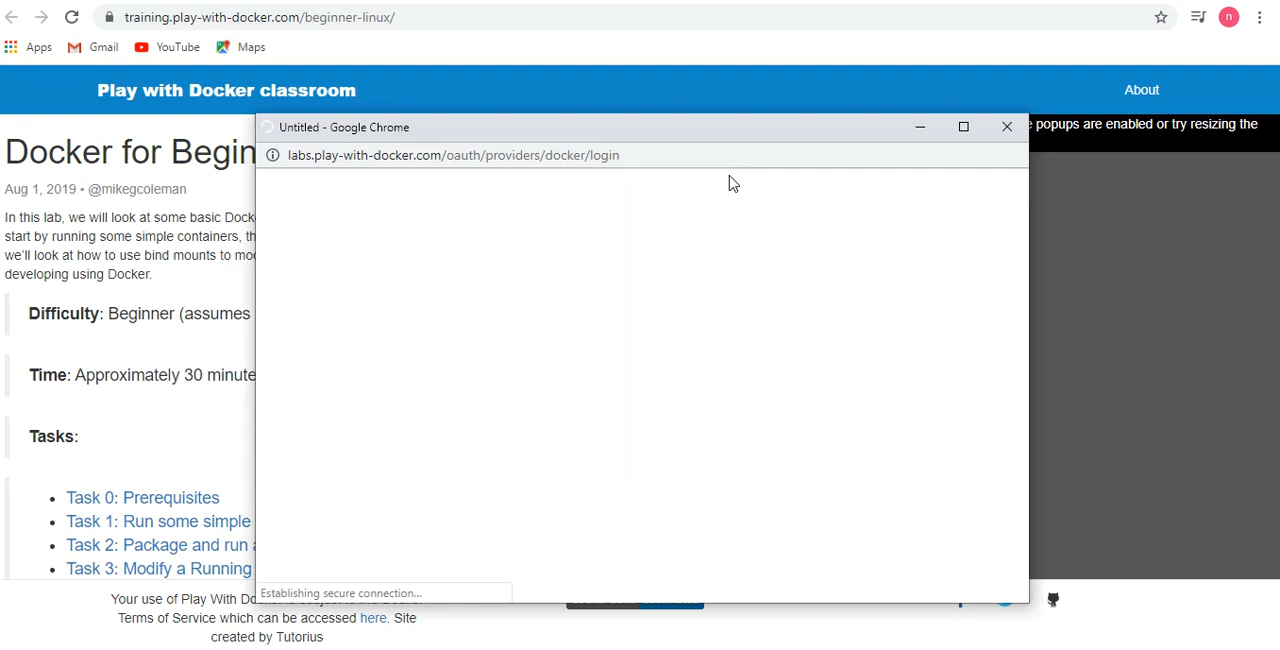 training.play-with-docker.com/beginner-linux/
n
Apps Gmail YouTube Maps
Play with Docker classroom
About
Untitled - Google Chrome
labs.play-with-docker.com/oauth/providers/docker/login
e popups are enabled or try resizing the
Docker for Begin
Aug 1, 2019 • @mikegcoleman
In this lab, we will look at some basic Dock
start by running some simple containers, th
we'll look at how to use bind mounts to mo
developing using Docker.
Difficulty: Beginner (assumes
Time: Approximately 30 minute
Tasks:
• Task 0: Prerequisites
• Task 1: Run some simple
• Task 2: Package and run a
• Task 3: Modify a Running
Establishing secure connection...
Your use of Play With Do
Terms of Service which can be accessed here. Site
created by Tutorius